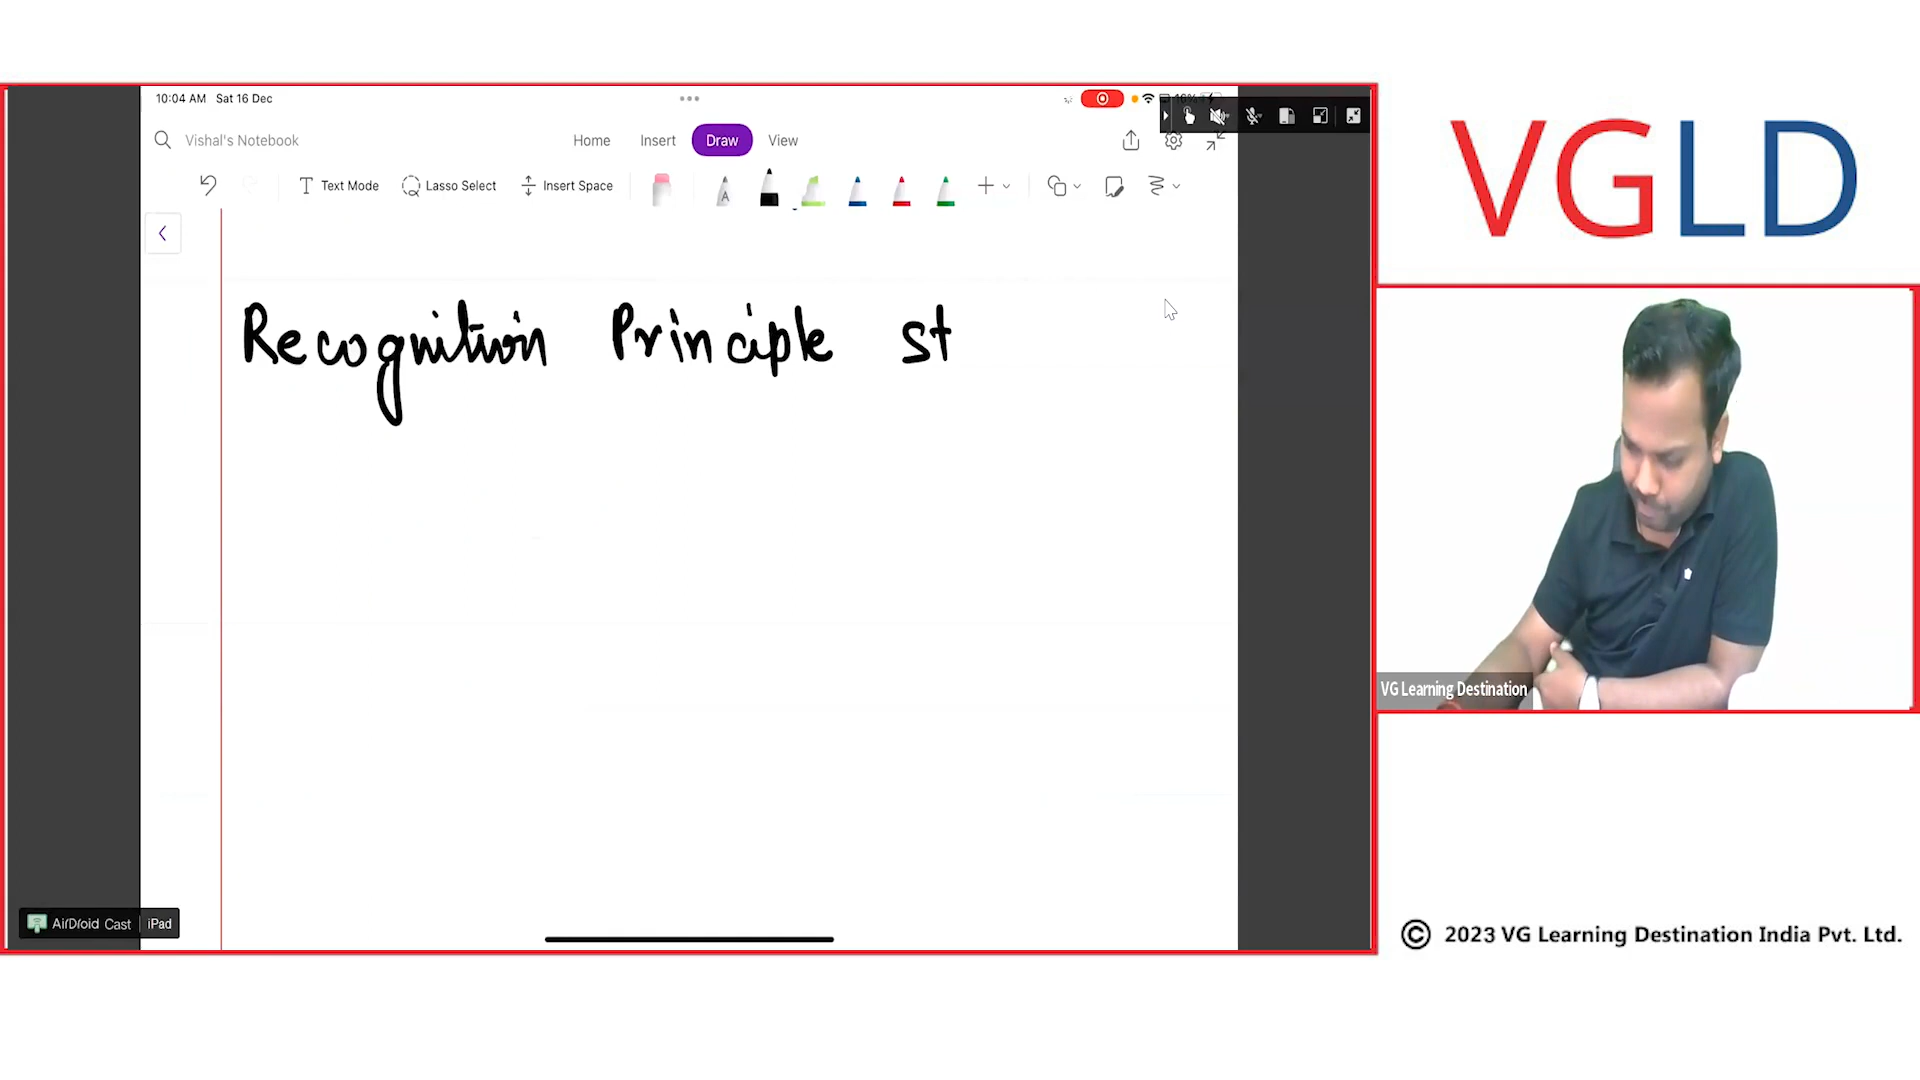 10:04 AM Sat 16 Dec
16%
Vishal's Notebook
Home Insert Draw View
Text Mode Lasso Select Insert Space
A
Recognition Principle st
VGLD
VG Learning Destination
AirDroid Cast iPad
© 2023 VG Learning Destination India Pvt. Ltd.